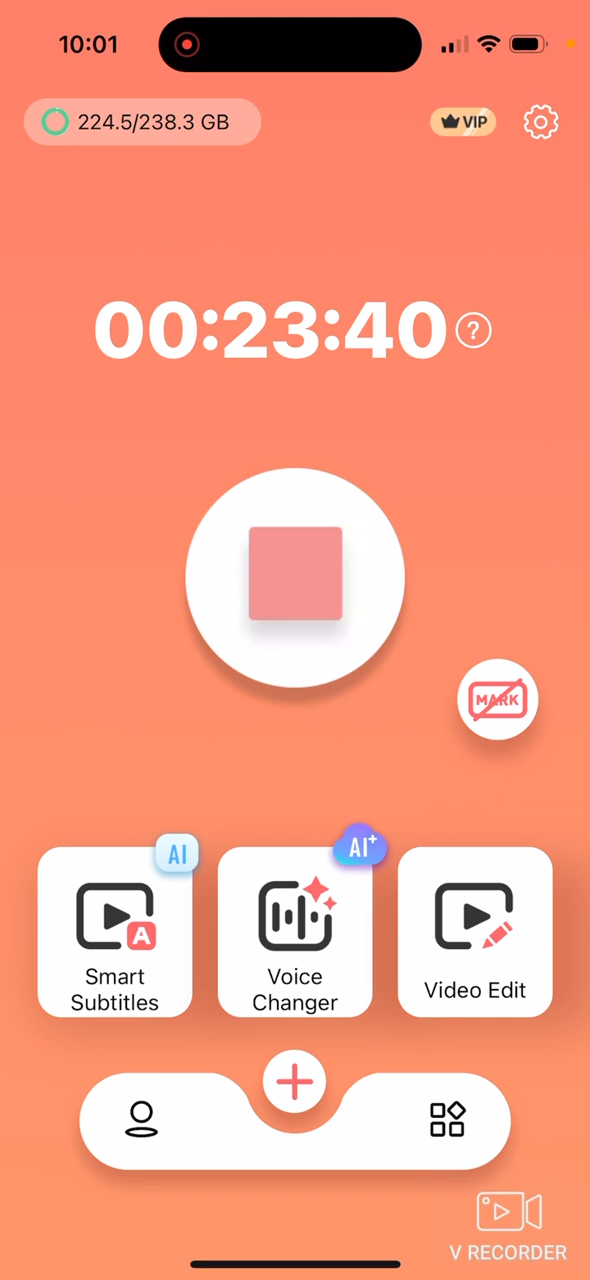 10:01
224.5/238.3 GB
VIP
00:23:40
?
MARK
AI
AI+
A
Smart
Subtitles
Voice
Changer
Video Edit
V RECORDER